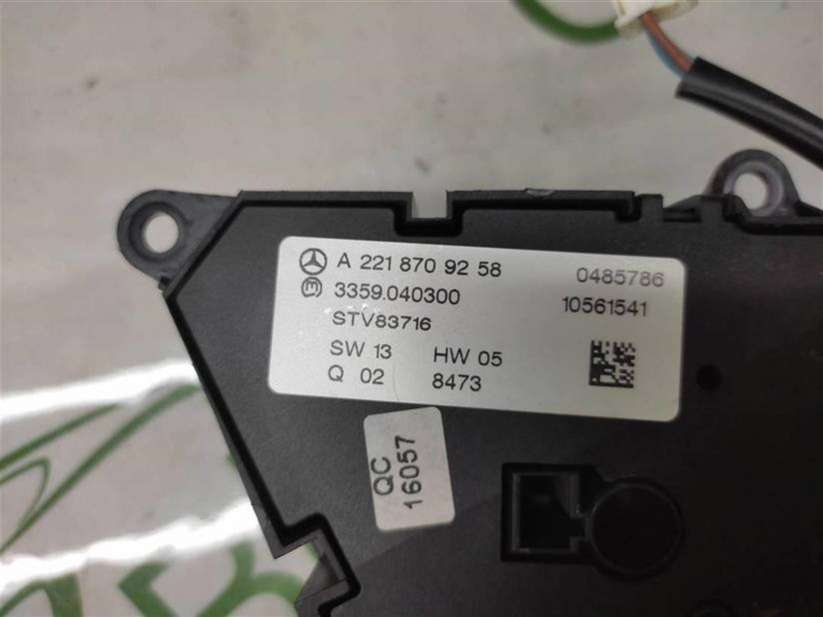 A 221 870 92 58
0485786
3359.040300
10561541
STV83716
SW 13 HW 05
Q 02 8473
QC
16057